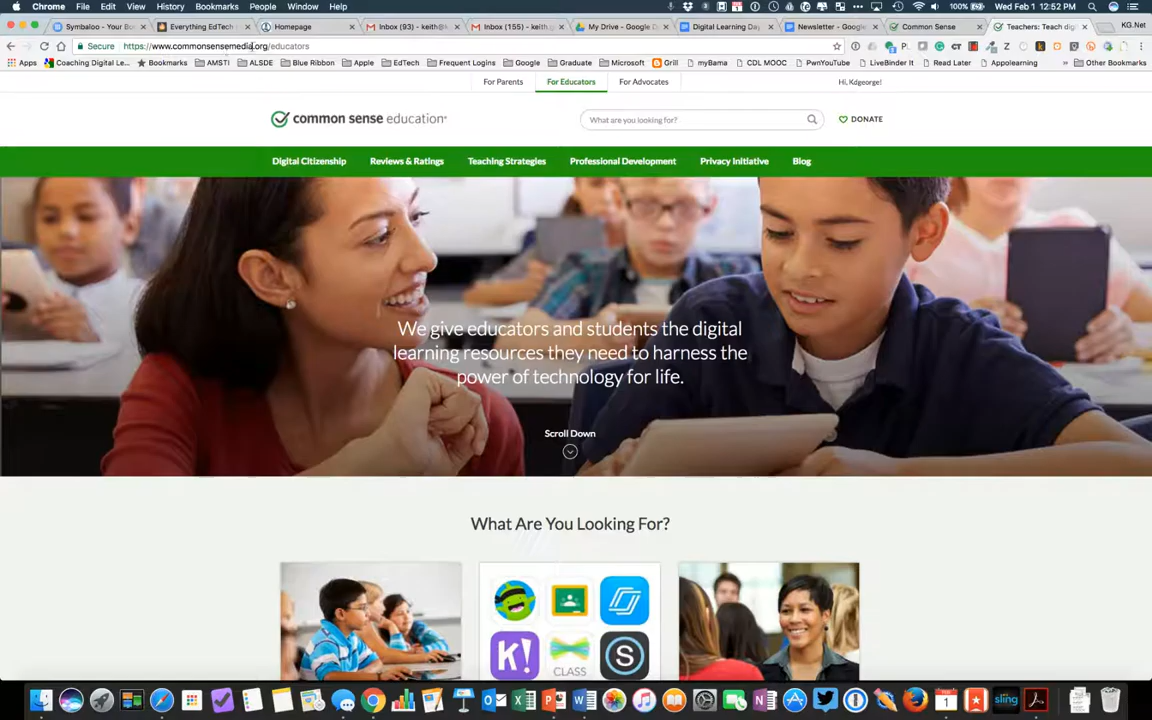 Chrome File Edit View History Bookmarks People Window Help
100% Wed Feb 1 12:52 PM
Symbaloo - Your Bo
Everything EdTech
Homepage
Inbox (93) - keith@
Inbox (155) - keith.g
My Drive - Google D
Digital Learning Day
Newsletter - Google
Common Sense
Teachers: Teach dig
KG.Net
Secure https://www.commonsensemedia.org/educators
Apps Coaching Digital Le... Bookmarks AMSTI ALSDE Blue Ribbon Apple EdTech Frequent Logins Google Graduate Microsoft Grill myBama CDL MOOC PwnYouTube LiveBinder It Read Later Appolearning » Other Bookmarks
For Parents For Educators For Advocates Hi, Kdgeorge!
common sense education®
What are you looking for?
DONATE
Digital Citizenship Reviews & Ratings Teaching Strategies Professional Development Privacy Initiative Blog
We give educators and students the digital
learning resources they need to harness the
power of technology for life.
Scroll Down
What Are You Looking For?
K!
CLASS
S
sling